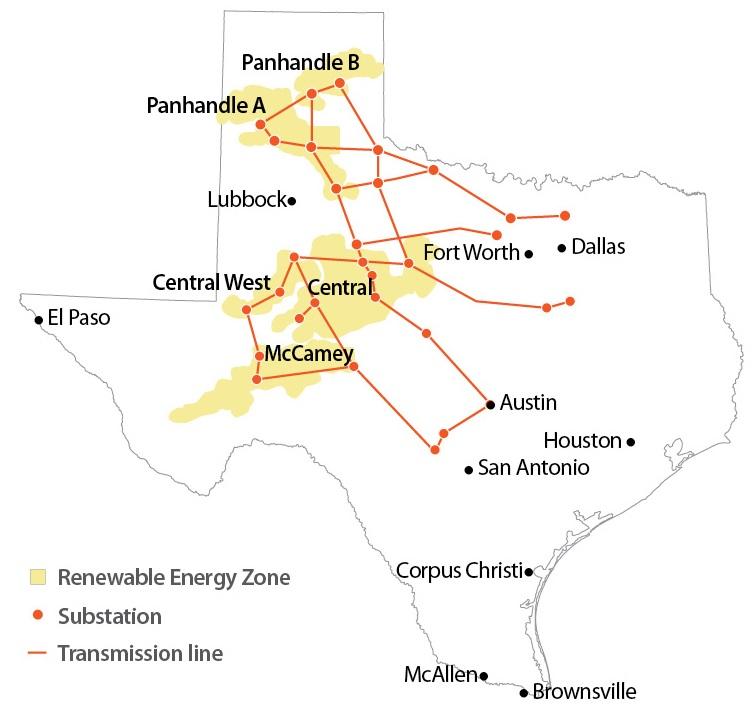 Panhandle B
Panhandle A
Lubbock
Fort Worth
Dallas
Central West
Central
El Paso
McCamey
Austin
Houston
San Antonio
Corpus Christi
Renewable Energy Zone
Substation
Transmission line
McAllen
Brownsville